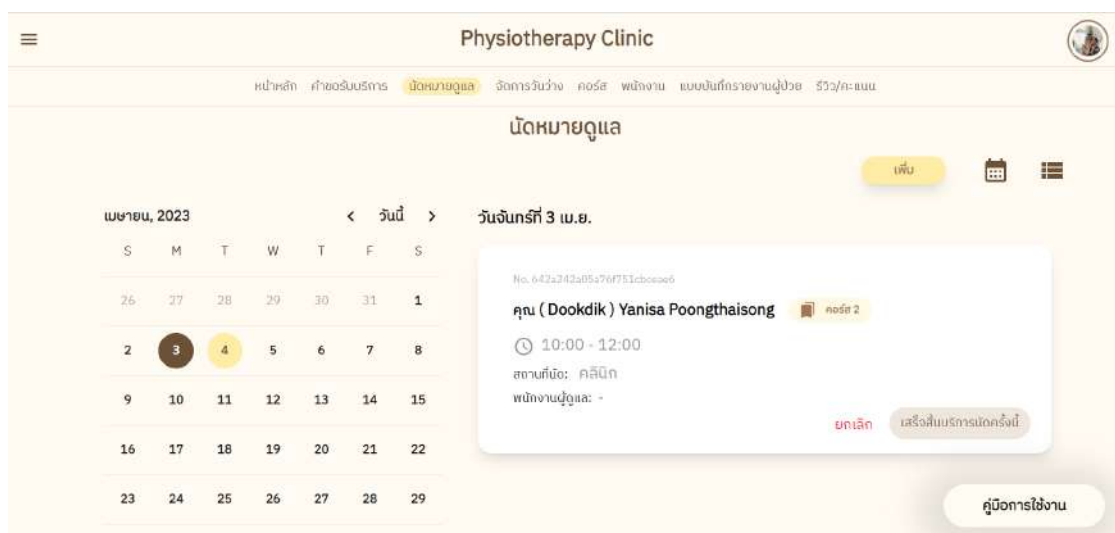 Physiotherapy Clinic
หน้าหลัก คำขอรับบริการ นัดหมายดูแล จัดการวันว่าง คอร์ส พนักงาน แบบบันทึกรายงานผู้ป่วย รีวิว/คะแนน
นัดหมายดูแล
เพิ่ม
เมษายน, 2023 < วันนี้ >
S M T W T F S
26 27 28 29 30 31 1
2 3 4 5 6 7 8
9 10 11 12 13 14 15
16 17 18 19 20 21 22
23 24 25 26 27 28 29
วันจันทร์ที่ 3 เม.ย.
No.
คุณ ( Dookdik ) Yanisa Poongthaisong คอร์ส 2
10:00 - 12:00
สถานที่นัด: คลินิก
พนักงานผู้ดูแล: -
ยกเลิก เสร็จสิ้นบริการนัดครั้งนี้
คู่มือการใช้งาน